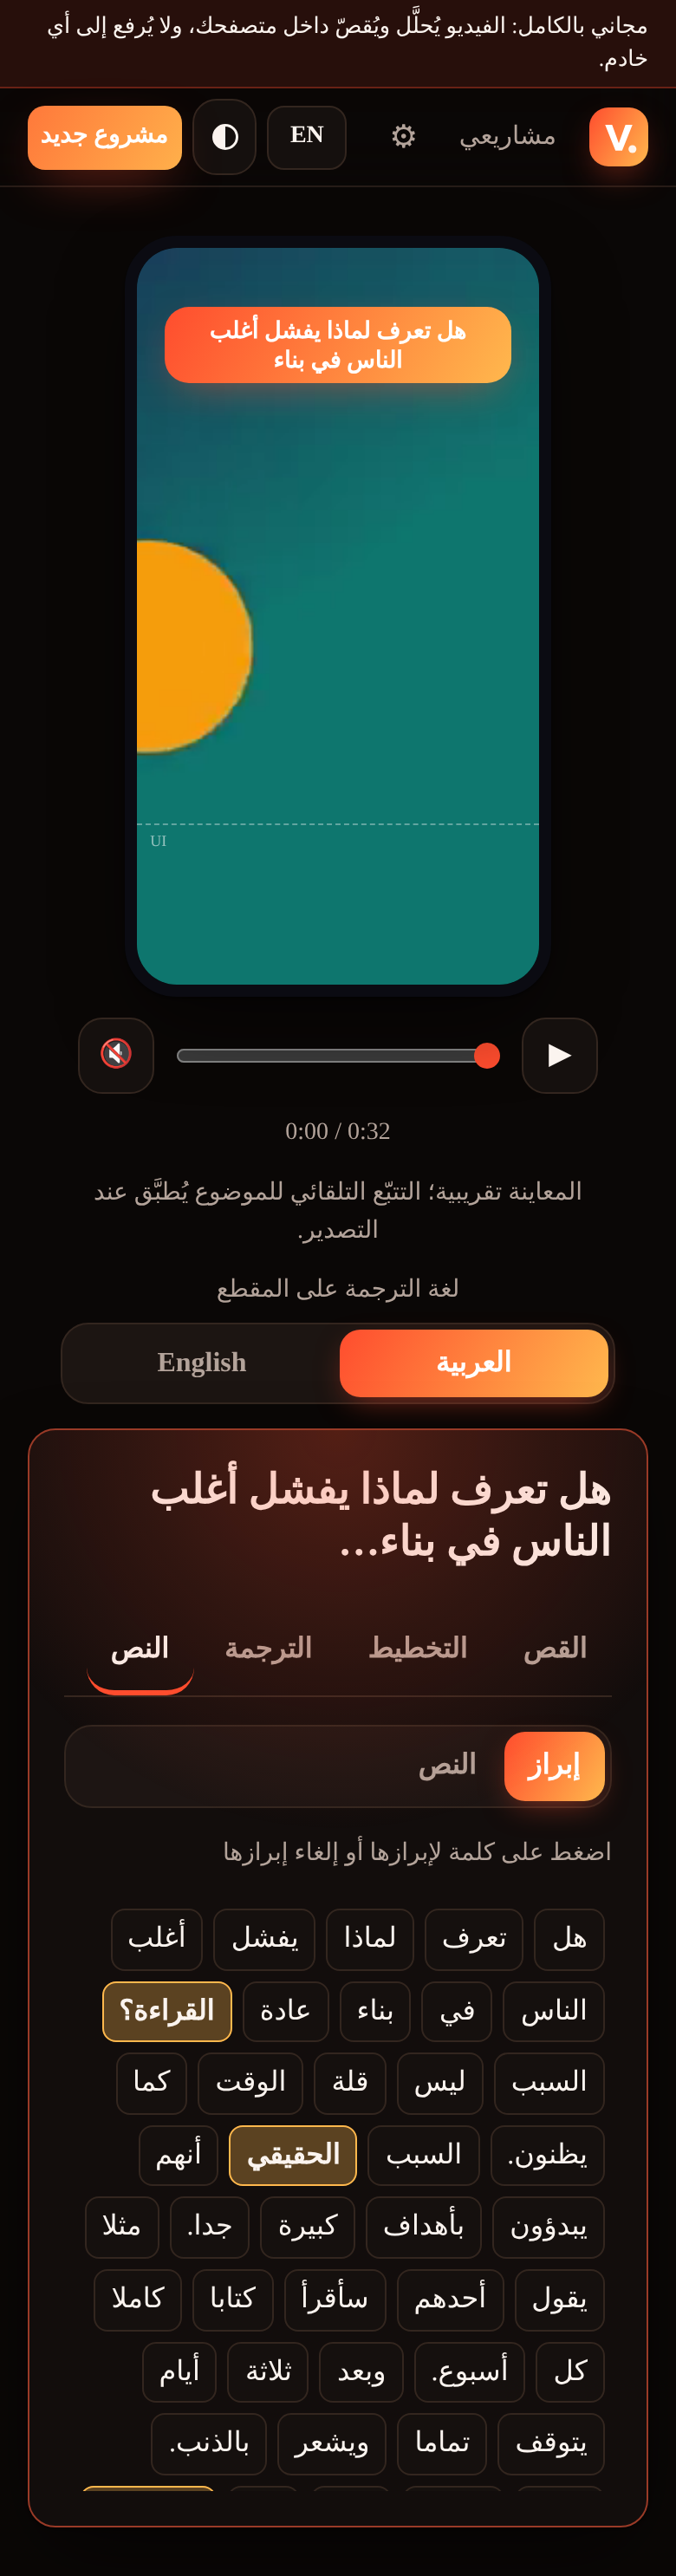 مجاني بالكامل: الفيديو يُحلَّل ويُقصّ داخل متصفحك، ولا يُرفع إلى أي
خادم.
V. مشاريعي ⚙ EN مشروع جديد
هل تعرف لماذا يفشل أغلب
الناس في بناء
UI
0:00 / 0:32
المعاينة تقريبية؛ التتبّع التلقائي للموضوع يُطبَّق عند
التصدير.
لغة الترجمة على المقطع
العربية English
هل تعرف لماذا يفشل أغلب
الناس في بناء...
القص التخطيط الترجمة النص
إبراز النص
اضغط على كلمة لإبرازها أو إلغاء إبرازها
هل تعرف لماذا يفشل أغلب
الناس في بناء عادة القراءة؟
السبب ليس قلة الوقت كما
يظنون. السبب الحقيقي أنهم
يبدؤون بأهداف كبيرة جدا. مثلا
يقول أحدهم سأقرأ كتابا كاملا
كل أسبوع. وبعد ثلاثة أيام
يتوقف تماما ويشعر بالذنب.